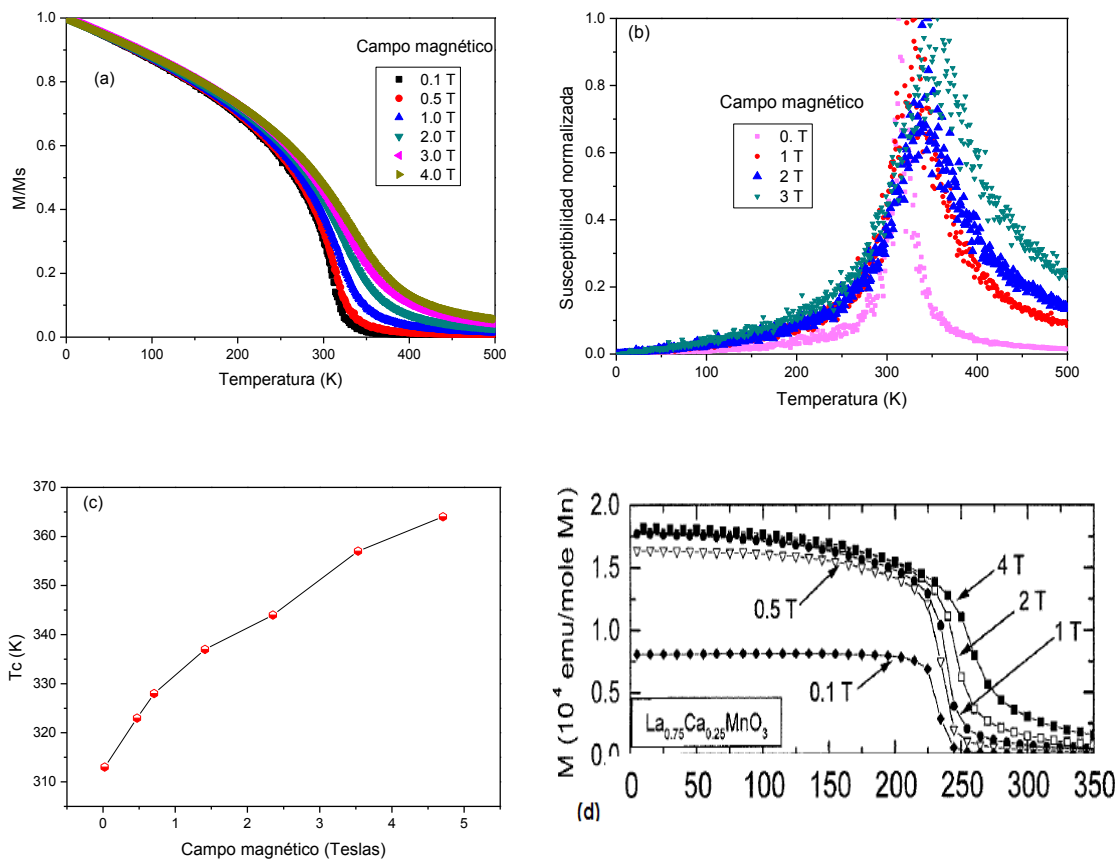 (a)
Campo magnético
0.1 T
0.5 T
1.0 T
2.0 T
3.0 T
4.0 T
M/Ms
1.0
0.8
0.6
0.4
0.2
0.0
0 100 200 300 400 500
Temperatura (K)
(b)
Campo magnético
0. T
1 T
2 T
3 T
Susceptibilidad normalizada
1.0
0.8
0.6
0.4
0.2
0.0
0 100 200 300 400 500
Temperatura (K)
(c)
Tc (K)
370
360
350
340
330
320
310
0 1 2 3 4 5
Campo magnético (Teslas)
M (10⁴ emu/mole Mn)
2.0
1.5
1.0
0.5
0.0
4 T
2 T
1 T
0.5 T
0.1 T
La0.75Ca0.25MnO3
0 50 100 150 200 250 300 350
(d)